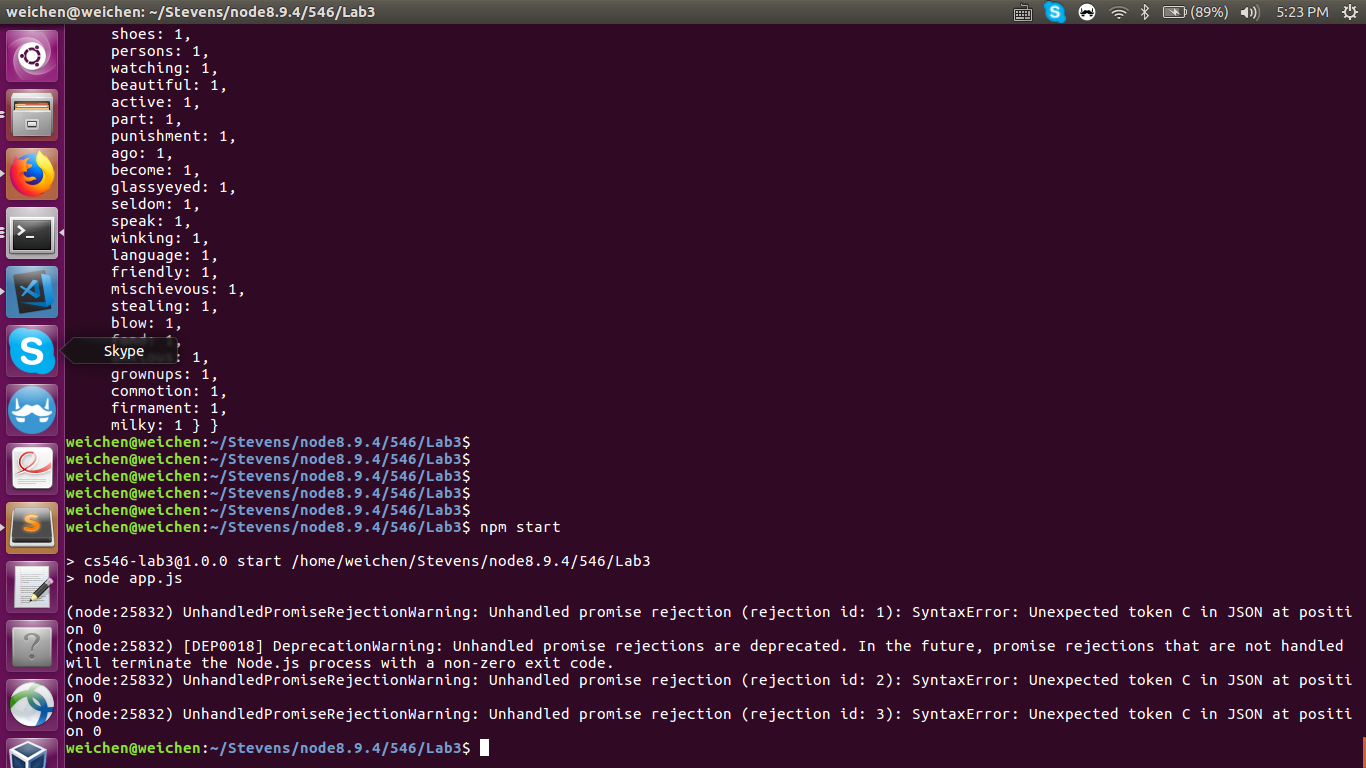 weichen@weichen: ~/Stevens/node8.9.4/546/Lab3
(89%)
5:23 PM
shoes: 1,
persons: 1,
watching: 1,
beautiful: 1,
active: 1,
part: 1,
punishment: 1,
ago: 1,
become: 1,
glassyeyed: 1,
seldom: 1,
speak: 1,
winking: 1,
language: 1,
friendly: 1,
mischievous: 1,
stealing: 1,
blow: 1,
Skype
: 1,
grownups: 1,
commotion: 1,
firmament: 1,
milky: 1 } }
weichen@weichen:~/Stevens/node8.9.4/546/Lab3$
weichen@weichen:~/Stevens/node8.9.4/546/Lab3$
weichen@weichen:~/Stevens/node8.9.4/546/Lab3$
weichen@weichen:~/Stevens/node8.9.4/546/Lab3$
weichen@weichen:~/Stevens/node8.9.4/546/Lab3$
weichen@weichen:~/Stevens/node8.9.4/546/Lab3$ npm start
> cs546-lab3@1.0.0 start /home/weichen/Stevens/node8.9.4/546/Lab3
> node app.js
(node:25832) UnhandledPromiseRejectionWarning: Unhandled promise rejection (rejection id: 1): SyntaxError: Unexpected token C in JSON at positi
on 0
(node:25832) [DEP0018] DeprecationWarning: Unhandled promise rejections are deprecated. In the future, promise rejections that are not handled
will terminate the Node.js process with a non-zero exit code.
(node:25832) UnhandledPromiseRejectionWarning: Unhandled promise rejection (rejection id: 2): SyntaxError: Unexpected token C in JSON at positi
on 0
(node:25832) UnhandledPromiseRejectionWarning: Unhandled promise rejection (rejection id: 3): SyntaxError: Unexpected token C in JSON at positi
on 0
weichen@weichen:~/Stevens/node8.9.4/546/Lab3$